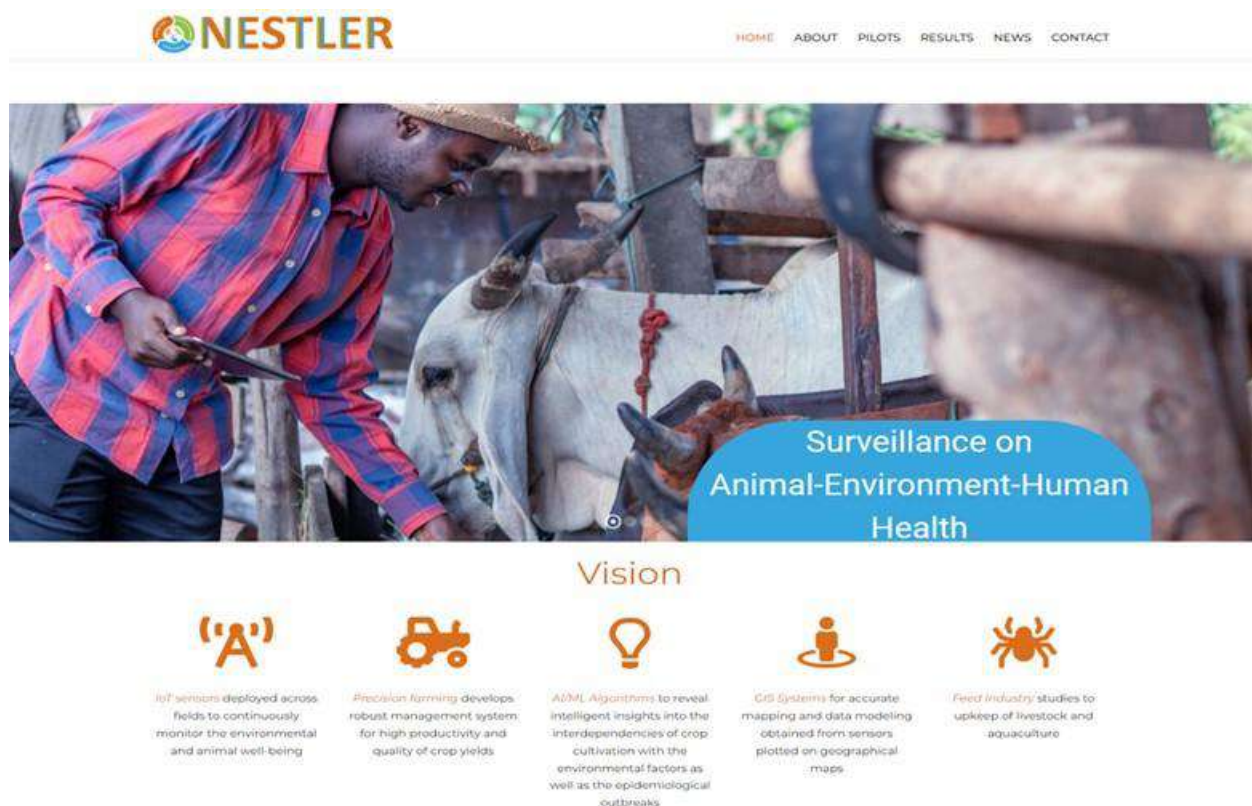 NESTLER
HOME ABOUT PILOTS RESULTS NEWS CONTACT
Surveillance on
Animal-Environment-Human
Health
Vision
IoT sensors deployed across
fields to continuously
monitor the environmental
and animal well-being
Precision farming develops
robust management system
for high productivity and
quality of crop yields
AI/ML Algorithms to reveal
intelligent insights into the
interdependencies of crop
cultivation with the
environmental factors as
well as the epidemiological
outbreaks
GIS Systems for accurate
mapping and data modeling
obtained from sensors
plotted on geographical
maps
Feed Industry studies to
upkeep of livestock and
aquaculture